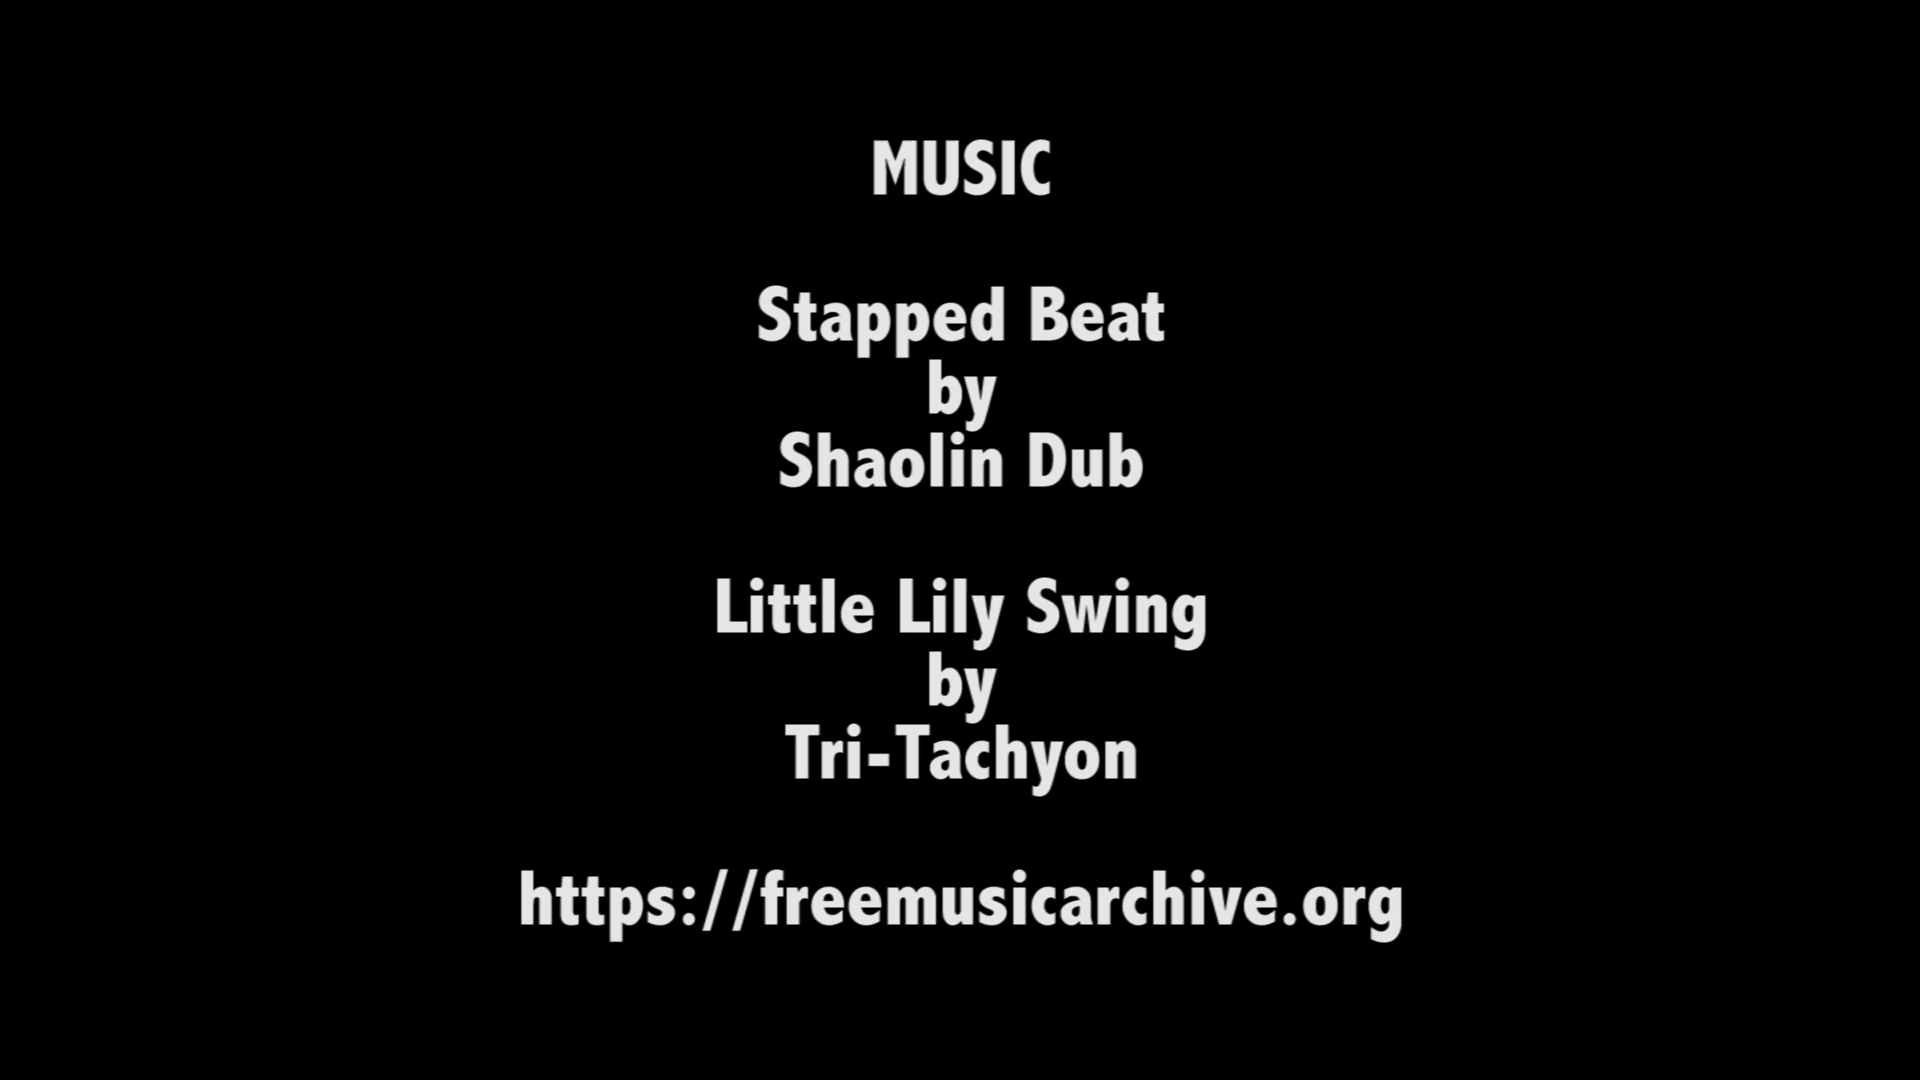 MUSIC
Stapped Beat
by
Shaolin Dub
Little Lily Swing
by
Tri-Tachyon
https://freemusicarchive.org